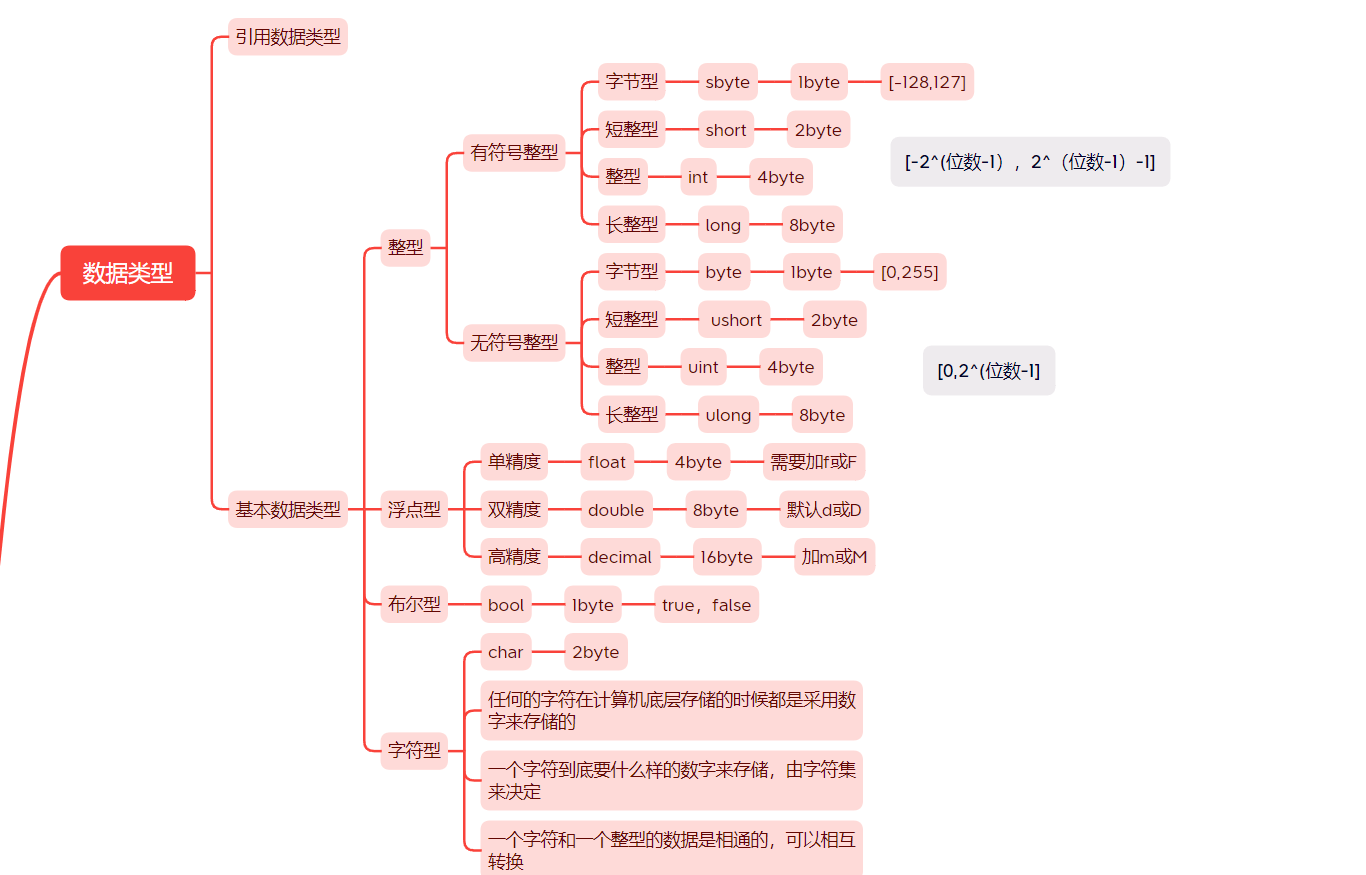 引用数据类型
字节型
sbyte
1byte
[-128,127]
短整型
short
2byte
有符号整型
[-2^(位数-1），2^（位数-1）-1]
整型
int
4byte
长整型
long
8byte
整型
数据类型
字节型
byte
1byte
[0,255]
短整型
ushort
2byte
无符号整型
整型
uint
4byte
[0,2^(位数-1]
长整型
ulong
8byte
单精度
float
4byte
需要加f或F
基本数据类型
浮点型
双精度
double
8byte
默认d或D
高精度
decimal
16byte
加m或M
布尔型
bool
1byte
true，false
char
2byte
任何的字符在计算机底层存储的时候都是采用数
字来存储的
字符型
一个字符到底要什么样的数字来存储，由字符集
来决定
一个字符和一个整型的数据是相通的，可以相互
转换